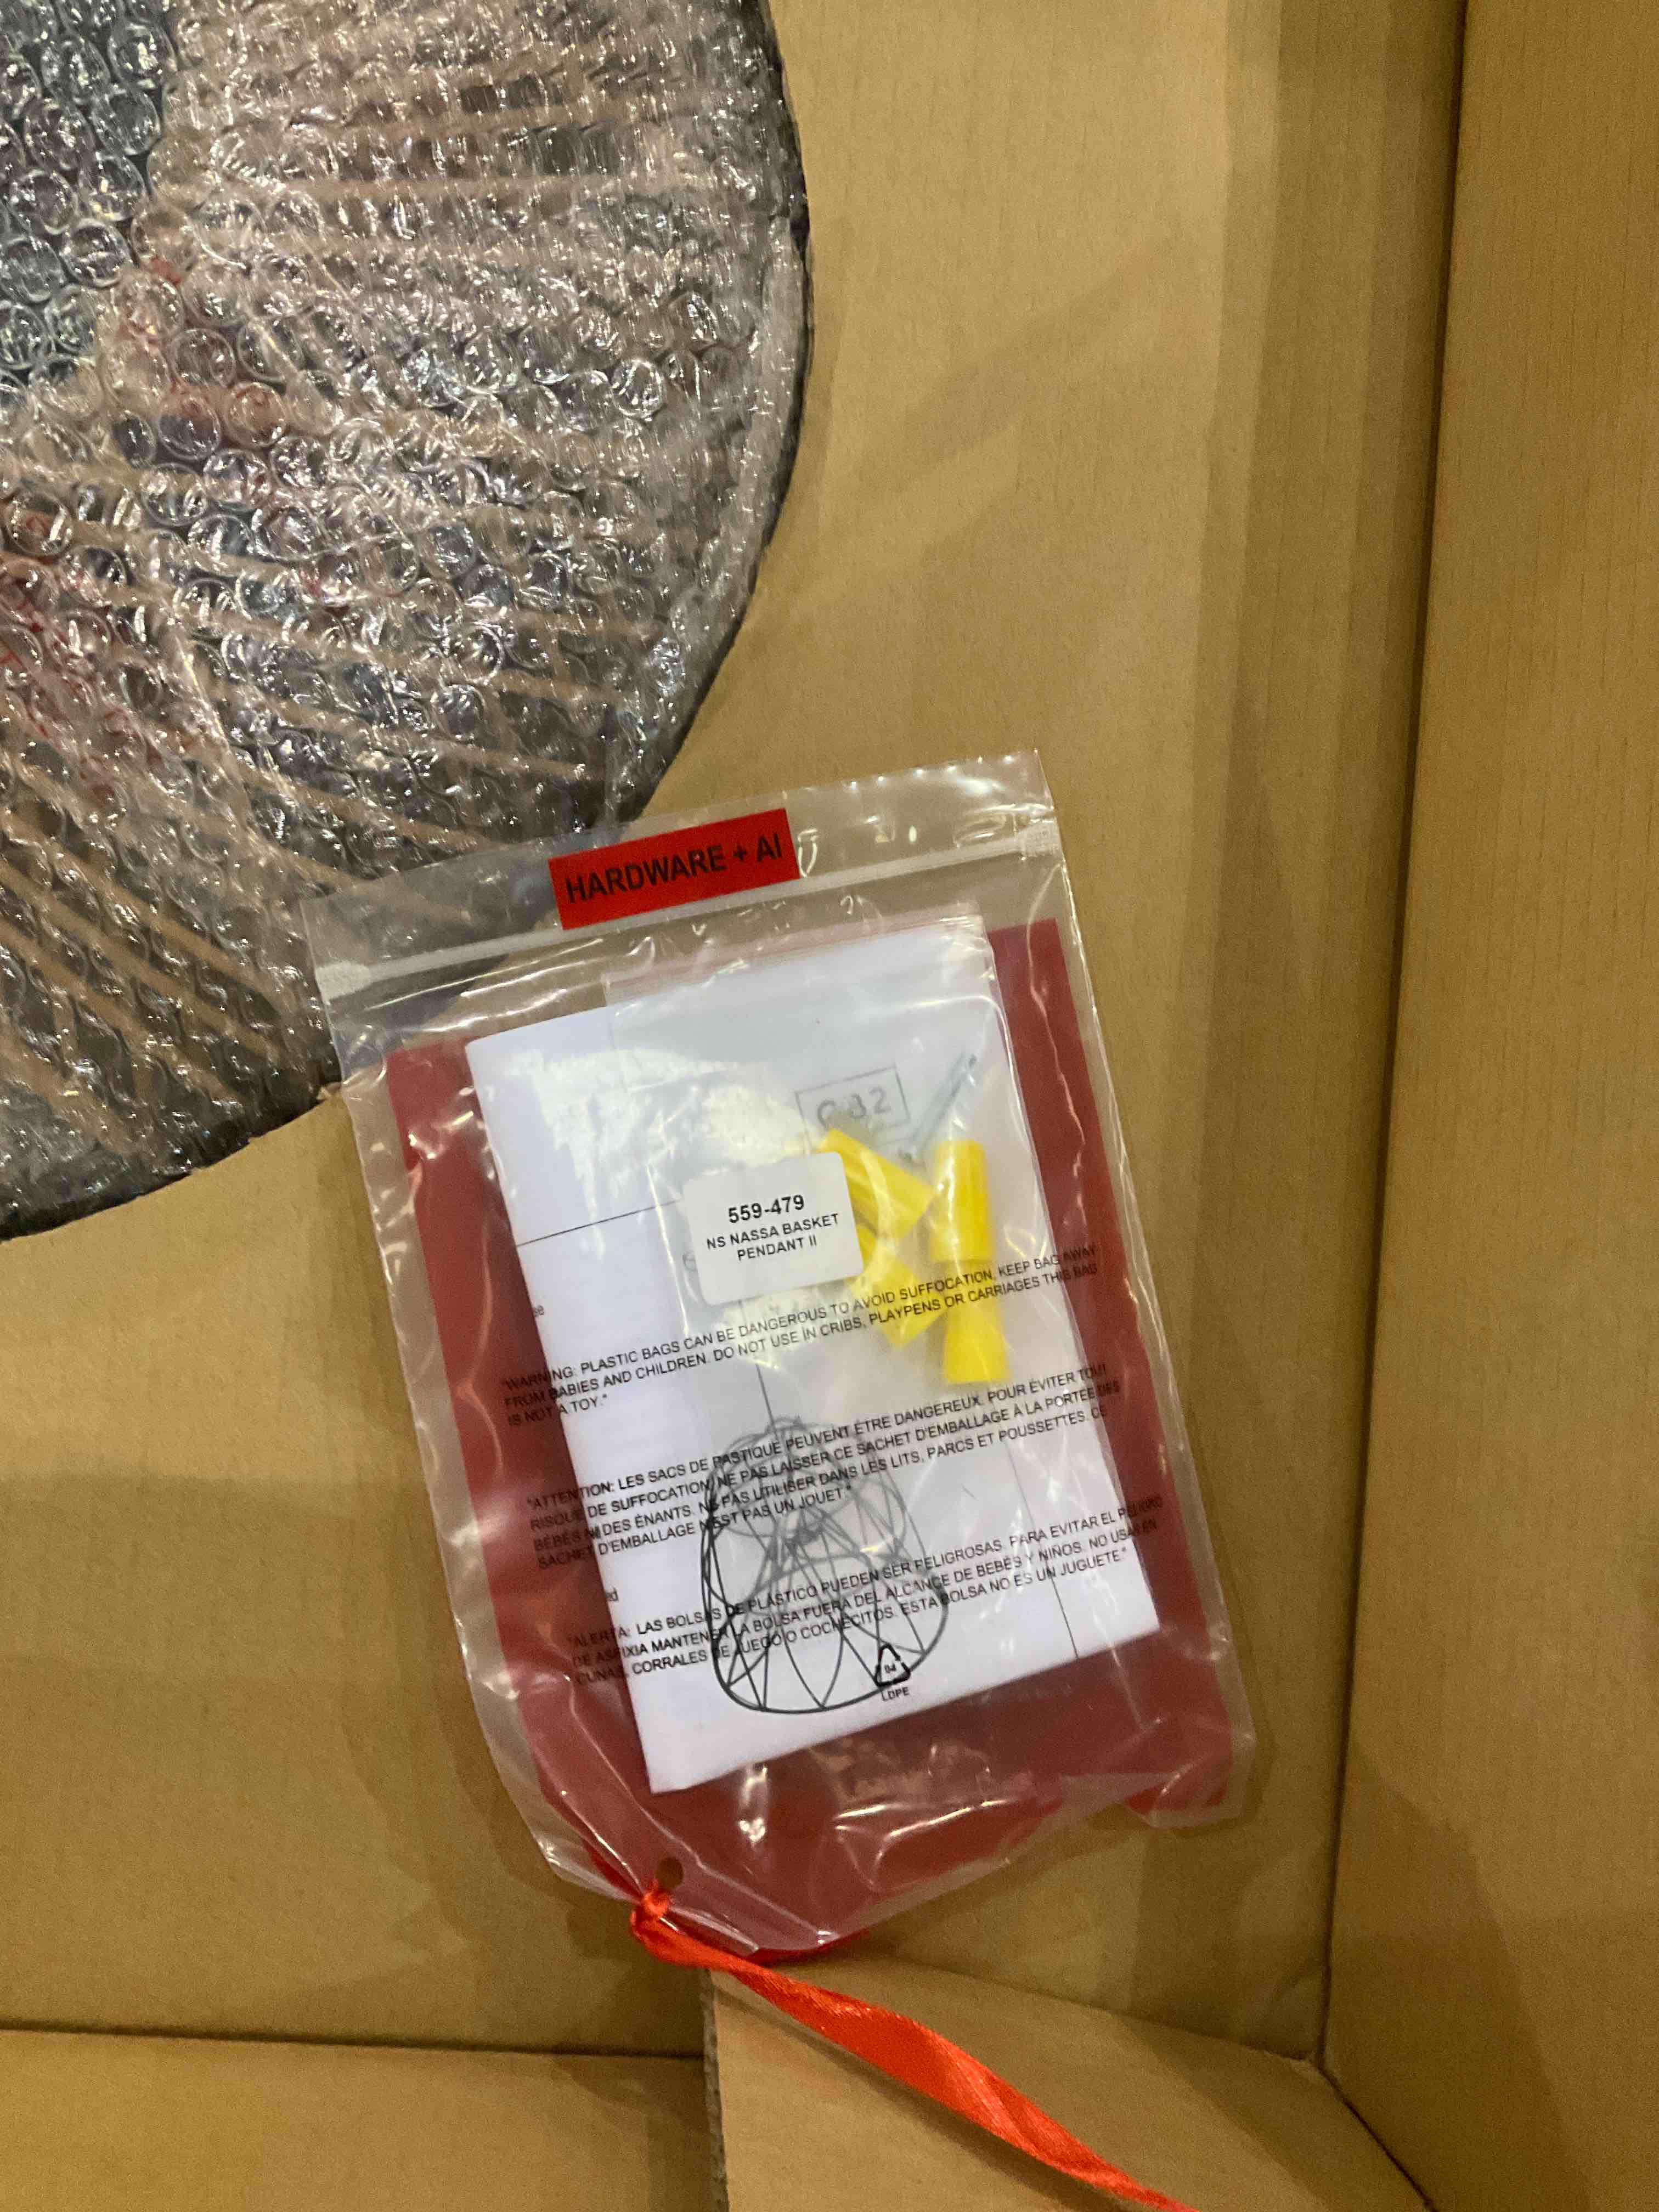 HARDWARE + AI
559-479
NS NASSA BASKET
PENDANT II
"WARNING: PLASTIC BAGS CAN BE DANGEROUS TO AVOID SUFFOCATION, KEEP BAG AWAY
FROM BABIES AND CHILDREN. DO NOT USE IN CRIBS, PLAYPENS OR CARRIAGES THIS BAG
IS NOT A TOY."
"ATTENTION: LES SACS DE PASTIQUE PEUVENT ÊTRE DANGEREUX. POUR ÉVITER TOUT
RISQUE DE SUFFOCATION, NE PAS LAISSER CE SACHET D'EMBALLAGE À LA PORTÉE DES
BÉBÉS NI DES ÉNANTS. NE PAS UTILISER DANS LES LITS, PARCS ET POUSSETTES. CE
SACHET D'EMBALLAGE N'EST PAS UN JOUET."
"ALERTA: LAS BOLSAS DE PLÁSTICO PUEDEN SER PELIGROSAS. PARA EVITAR EL PELIGRO
DE ASFIXIA MANTENER LA BOLSA FUERA DEL ALCANCE DE BEBÉS Y NIÑOS. NO USAR EN
CUNAS, CORRALES DE JUEGO O COCHECITOS. ESTA BOLSA NO ES UN JUGUETE."
04
LDPE